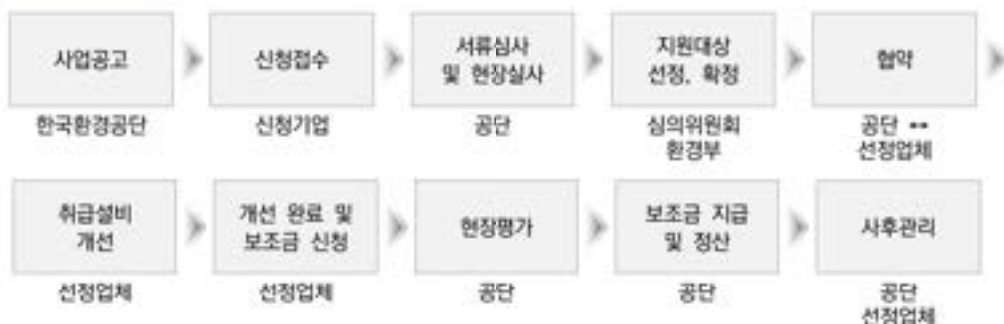 사업공고
신청접수
서류심사
및 현장실사
지원대상
선정, 확정
협약
한국환경공단
신청기업
공단
심의위원회
환경부
공단 ↔
선정업체
취급설비
개선
개선 완료 및
보조금 신청
현장평가
보조금 지급
및 정산
사후관리
선정업체
선정업체
공단
공단
공단
선정업체